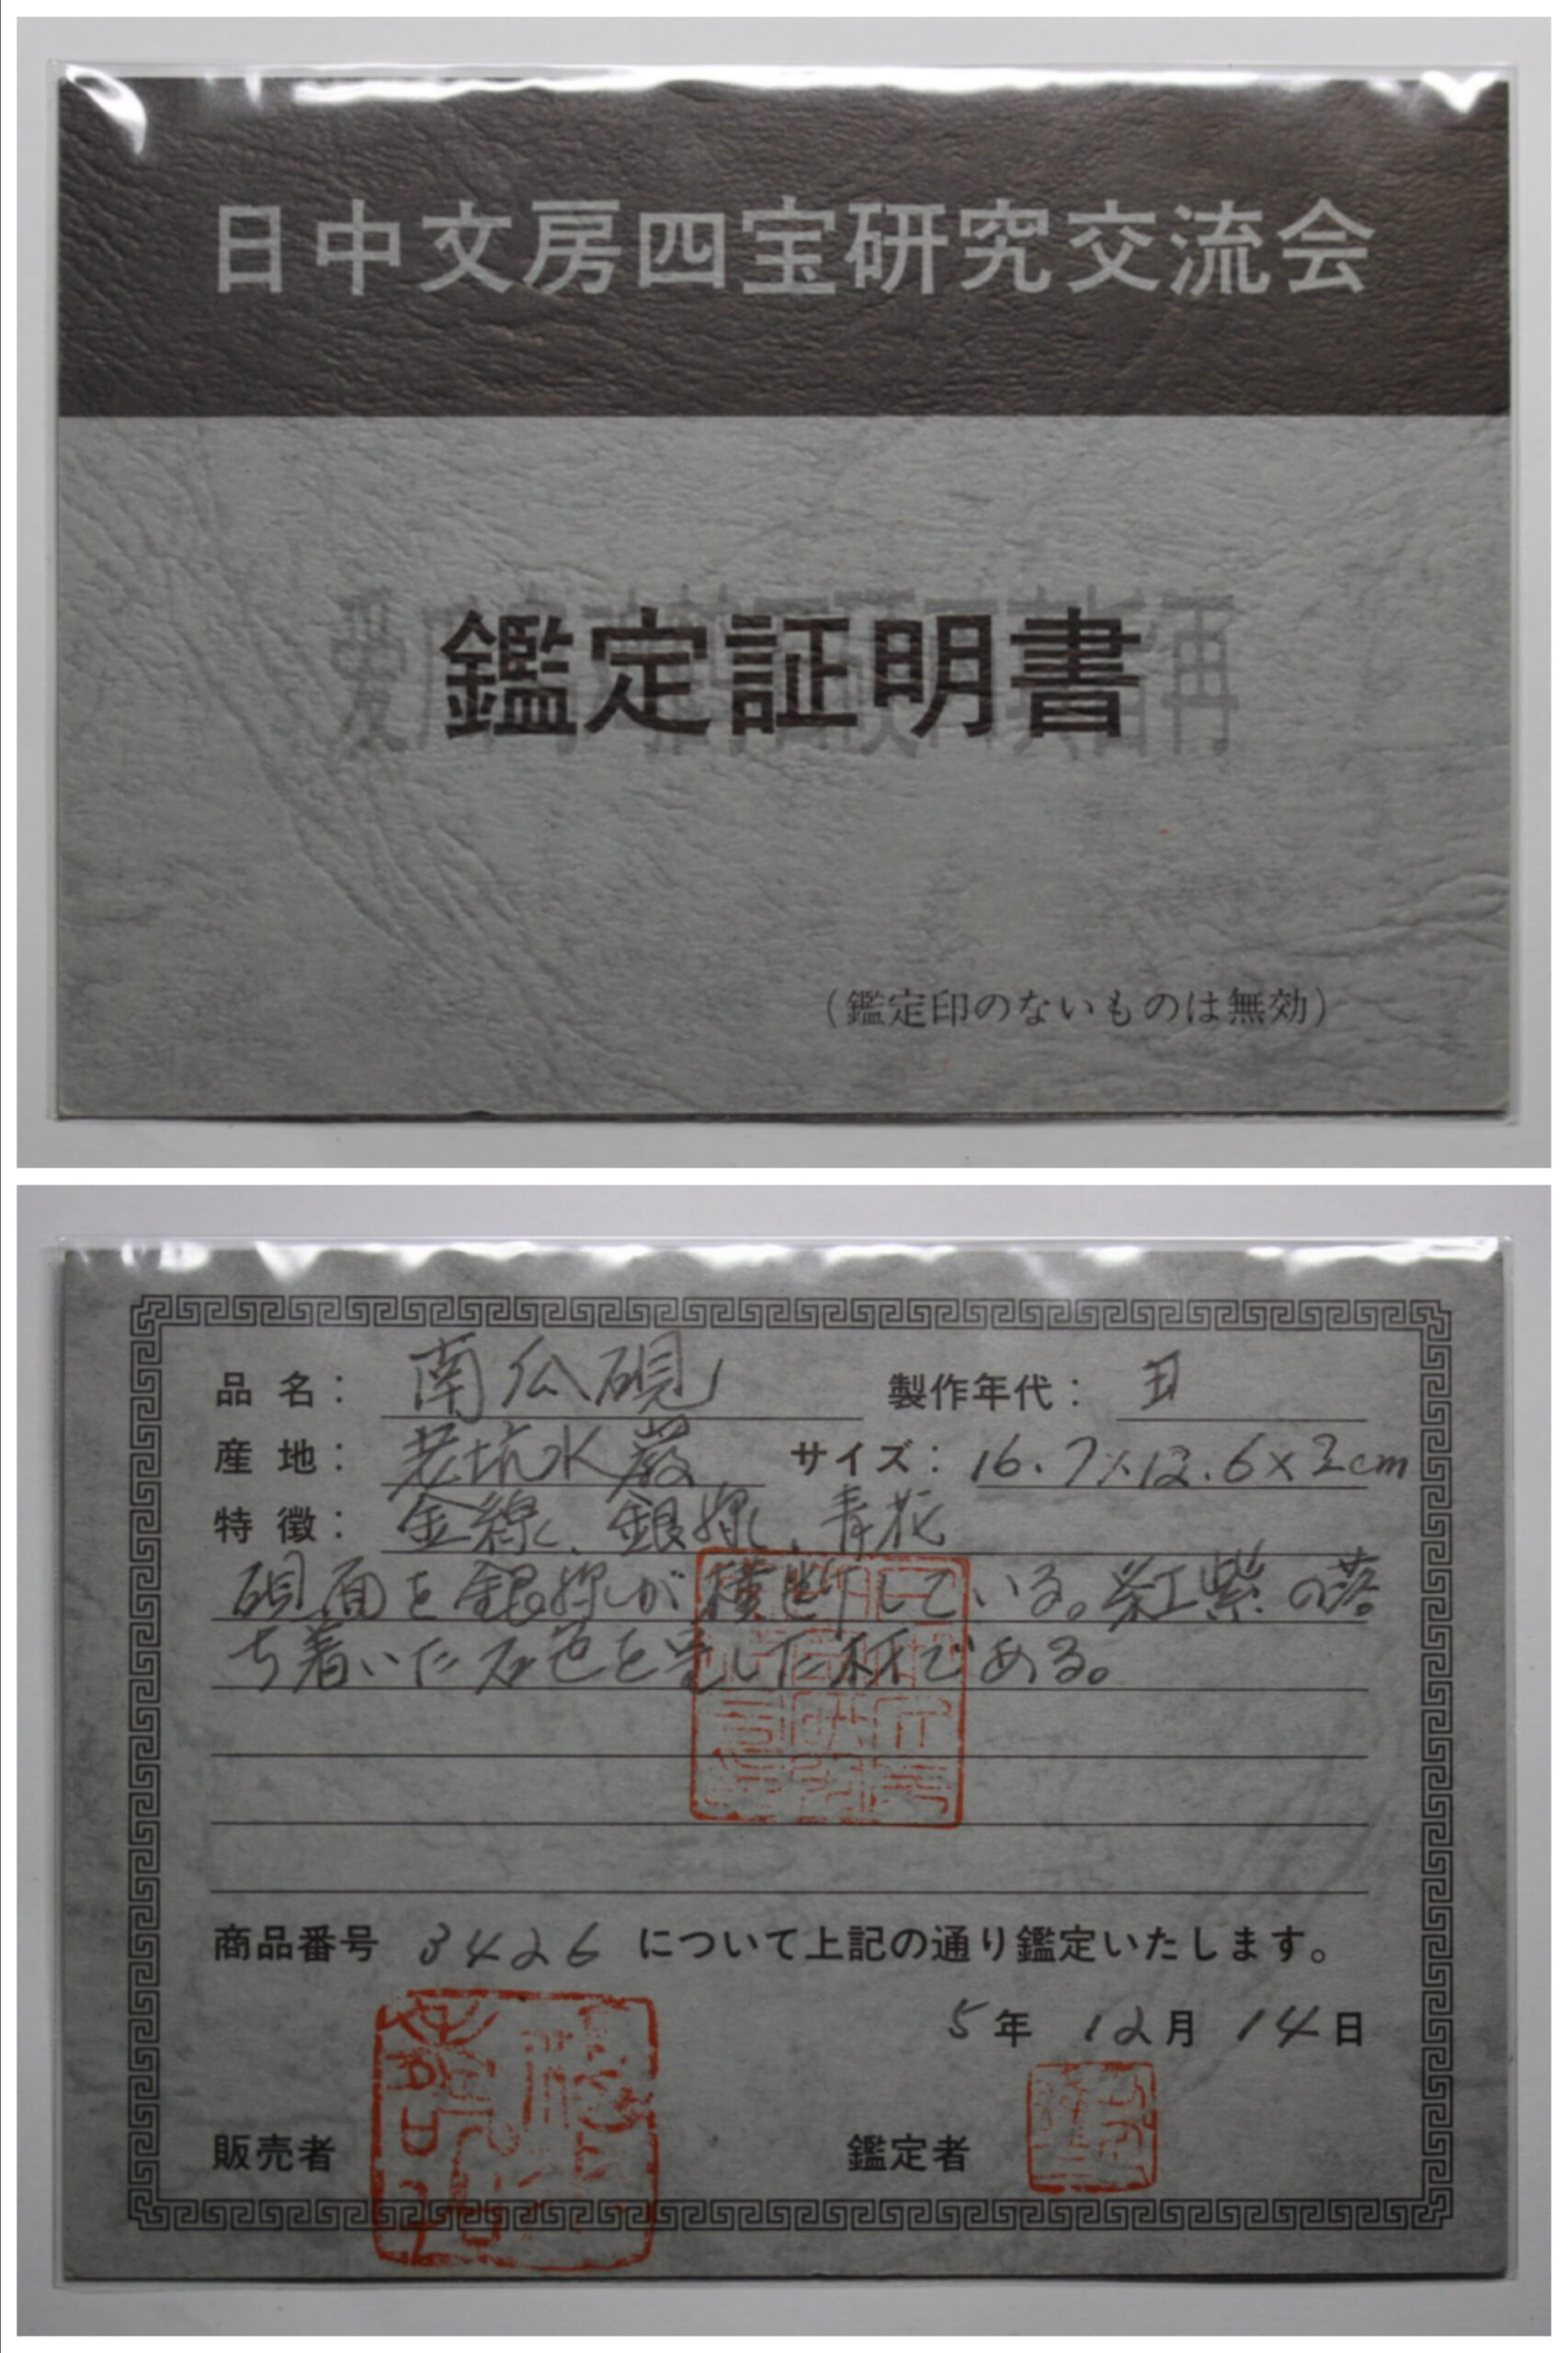 日中文房四宝研究交流会
鑑定証明書
(鑑定印のないものは無効)
品名: 南瓜硯 製作年代:
産地: 老坑水巌 サイズ: 16.7×12.6×2cm
特徴: 金線、銀線、青花
硯面を銀線が横断している。紅紫の落
ち着いた石色を呈した材である。
商品番号 3426 について上記の通り鑑定いたします。
5年 12月 14日
販売者 鑑定者